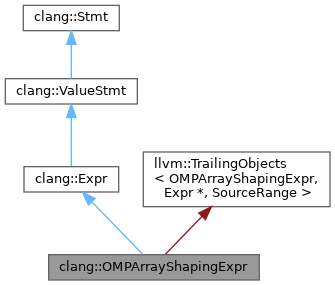 clang::Stmt
clang::ValueStmt
clang::Expr
llvm::TrailingObjects
< OMPArrayShapingExpr,
Expr *, SourceRange >
clang::OMPArrayShapingExpr